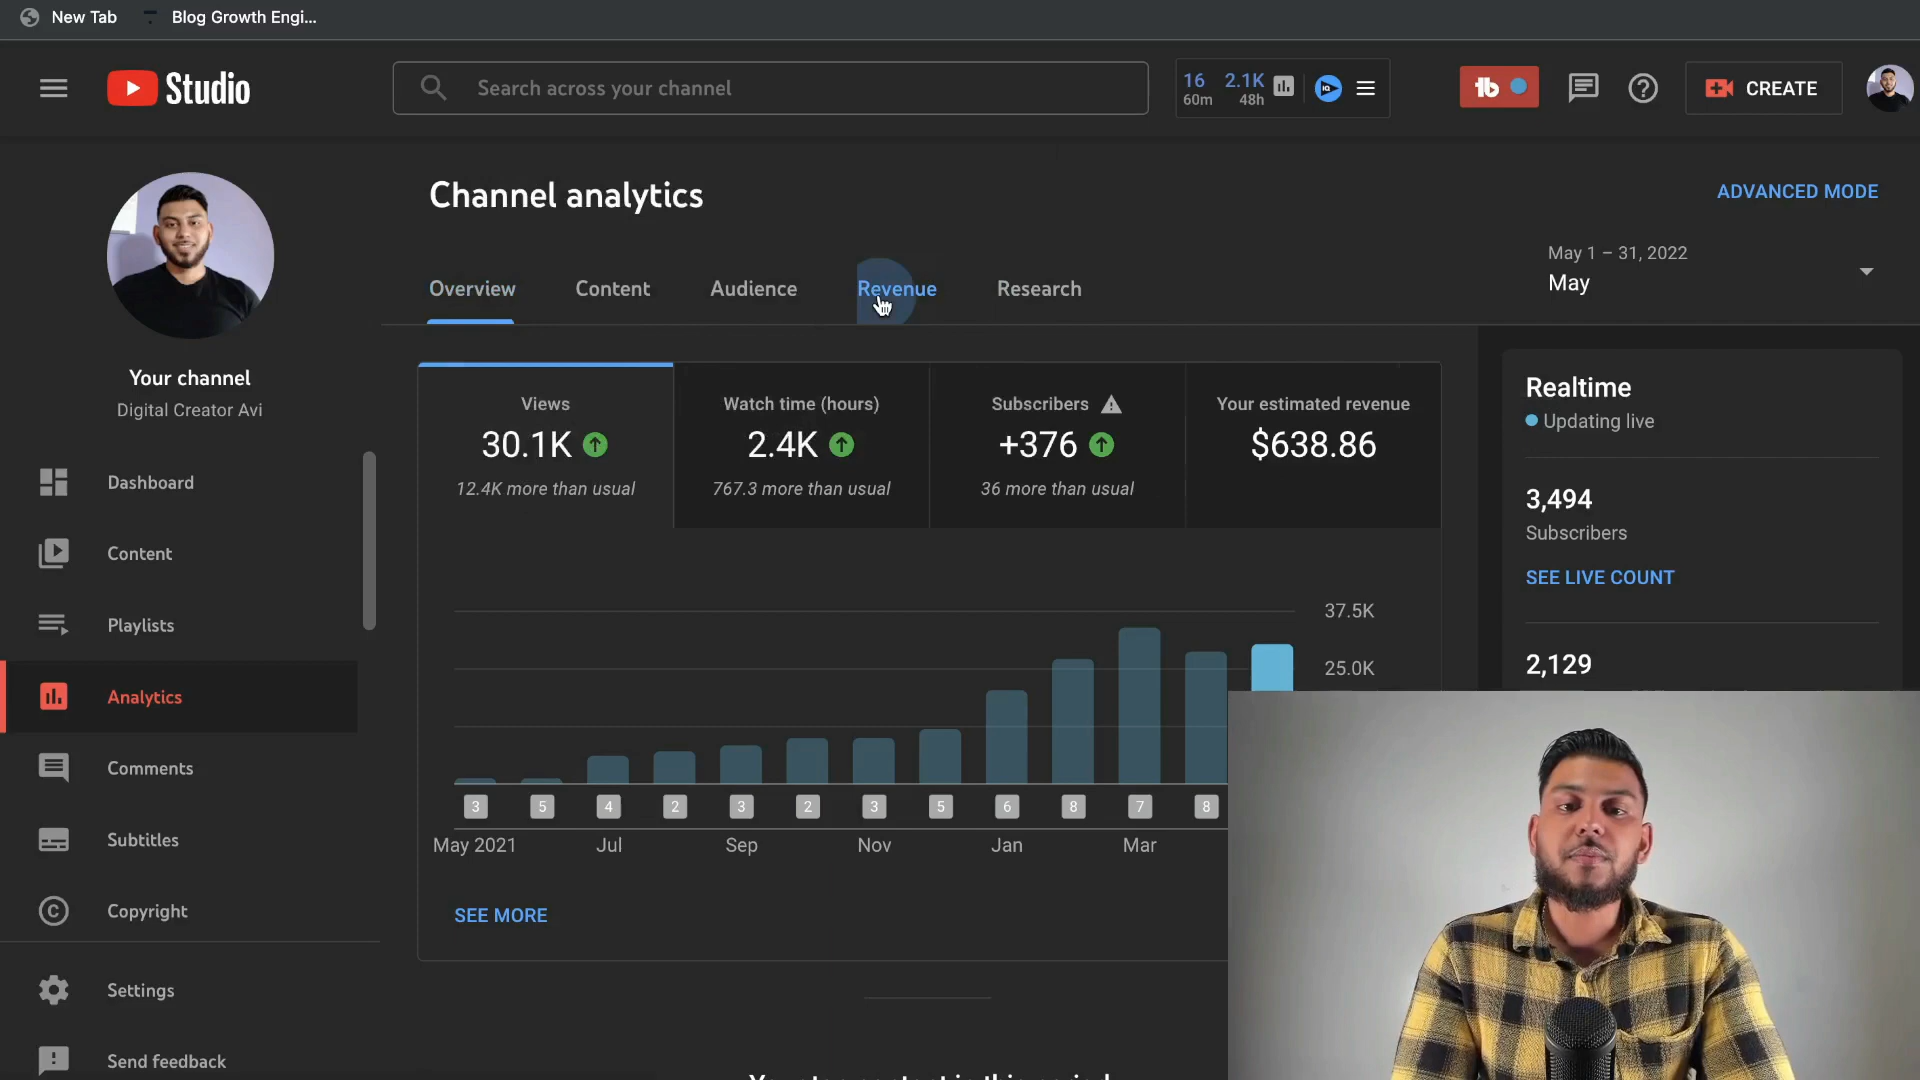 New Tab
Blog Growth Engi...
Studio
Search across your channel
16 2.1K
60m 48h
CREATE
Channel analytics
ADVANCED MODE
May 1 – 31, 2022
May
Overview
Content
Audience
Revenue
Research
Your channel
Digital Creator Avi
Dashboard
Content
Playlists
Analytics
Comments
Subtitles
Copyright
Settings
Send feedback
Views
30.1K
12.4K more than usual
Watch time (hours)
2.4K
767.3 more than usual
Subscribers
+376
36 more than usual
Your estimated revenue
$638.86
37.5K
25.0K
3 5 4 2 3 2 3 5 6 8 7 8
May 2021 Jul Sep Nov Jan Mar
SEE MORE
Realtime
Updating live
3,494
Subscribers
SEE LIVE COUNT
2,129